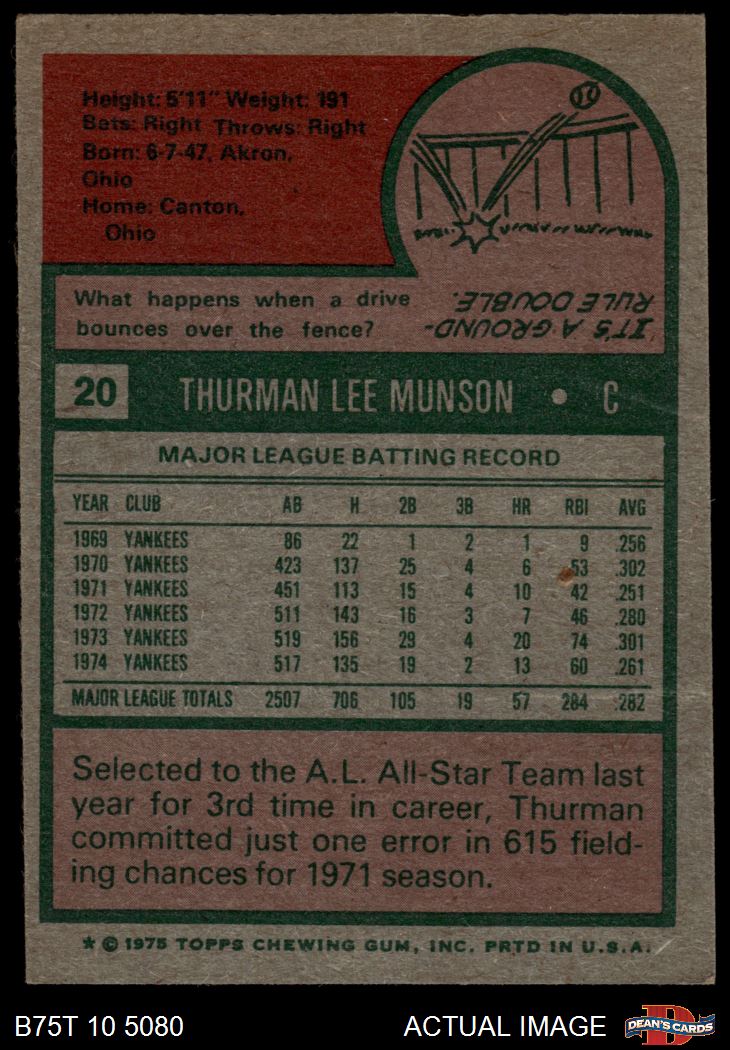 Height: 5'11" Weight: 191
Bats: Right Throws: Right
Born: 6-7-47, Akron,
Ohio
Home: Canton,
Ohio
What happens when a drive
bounces over the fence?
IT'S A GROUND-
RULE DOUBLE.
20 THURMAN LEE MUNSON • C
MAJOR LEAGUE BATTING RECORD
YEAR CLUB AB H 2B 3B HR RBI AVG
1969 YANKEES 86 22 1 2 1 9 .256
1970 YANKEES 423 137 25 4 6 53 .302
1971 YANKEES 451 113 15 4 10 42 .251
1972 YANKEES 511 143 16 3 7 46 .280
1973 YANKEES 519 156 29 4 20 74 .301
1974 YANKEES 517 135 19 2 13 60 .261
MAJOR LEAGUE TOTALS 2507 706 105 19 57 284 .282
Selected to the A.L. All-Star Team last
year for 3rd time in career, Thurman
committed just one error in 615 field-
ing chances for 1971 season.
★ © 1975 TOPPS CHEWING GUM, INC. PRTD IN U.S.A.
B75T 10 5080 ACTUAL IMAGE
D
DEAN'S CARDS